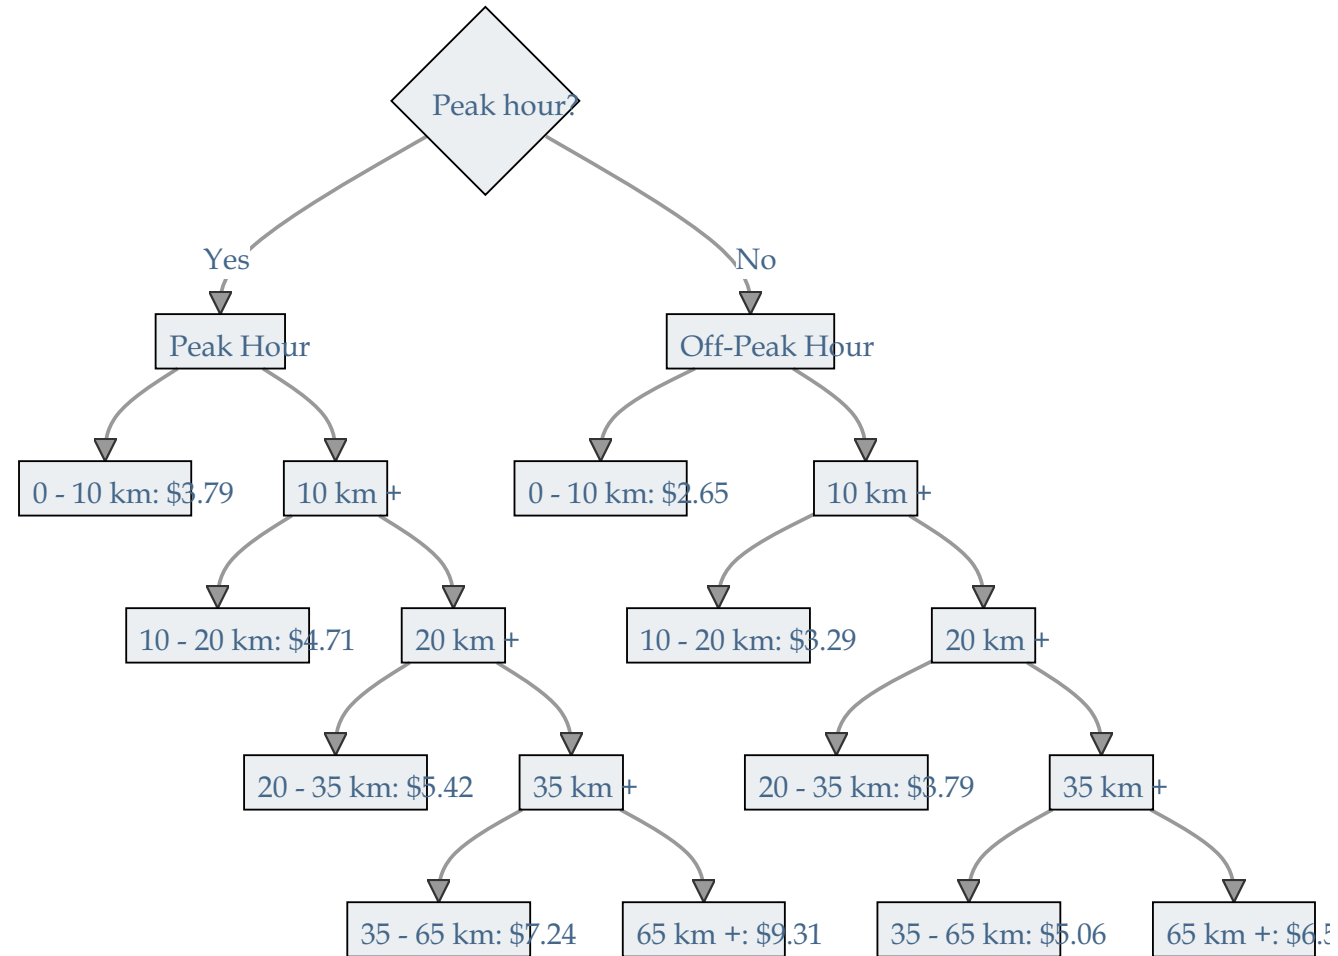 Peak hour?
Yes
No
Peak Hour
Off-Peak Hour
0 - 10 km: $3.79
10 km +
0 - 10 km: $2.65
10 km +
10 - 20 km: $4.71
20 km +
10 - 20 km: $3.29
20 km +
20 - 35 km: $5.42
35 km +
20 - 35 km: $3.79
35 km +
35 - 65 km: $7.24
65 km +: $9.31
35 - 65 km: $5.06
65 km +: